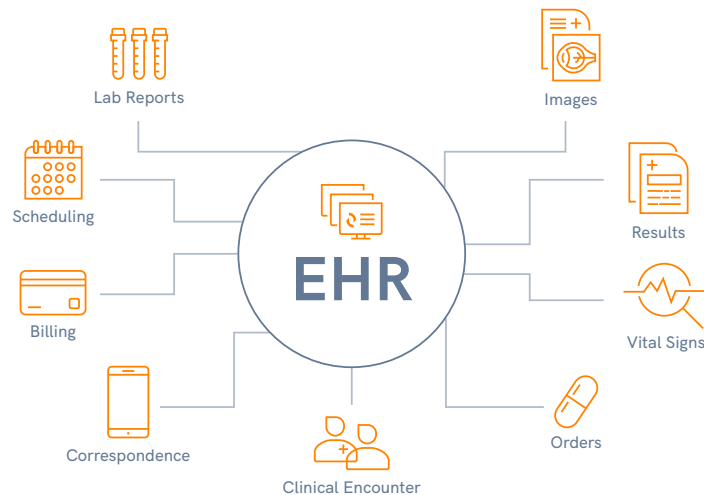 Lab Reports
Images
Scheduling
Results
EHR
Billing
Vital Signs
Correspondence
Orders
Clinical Encounter